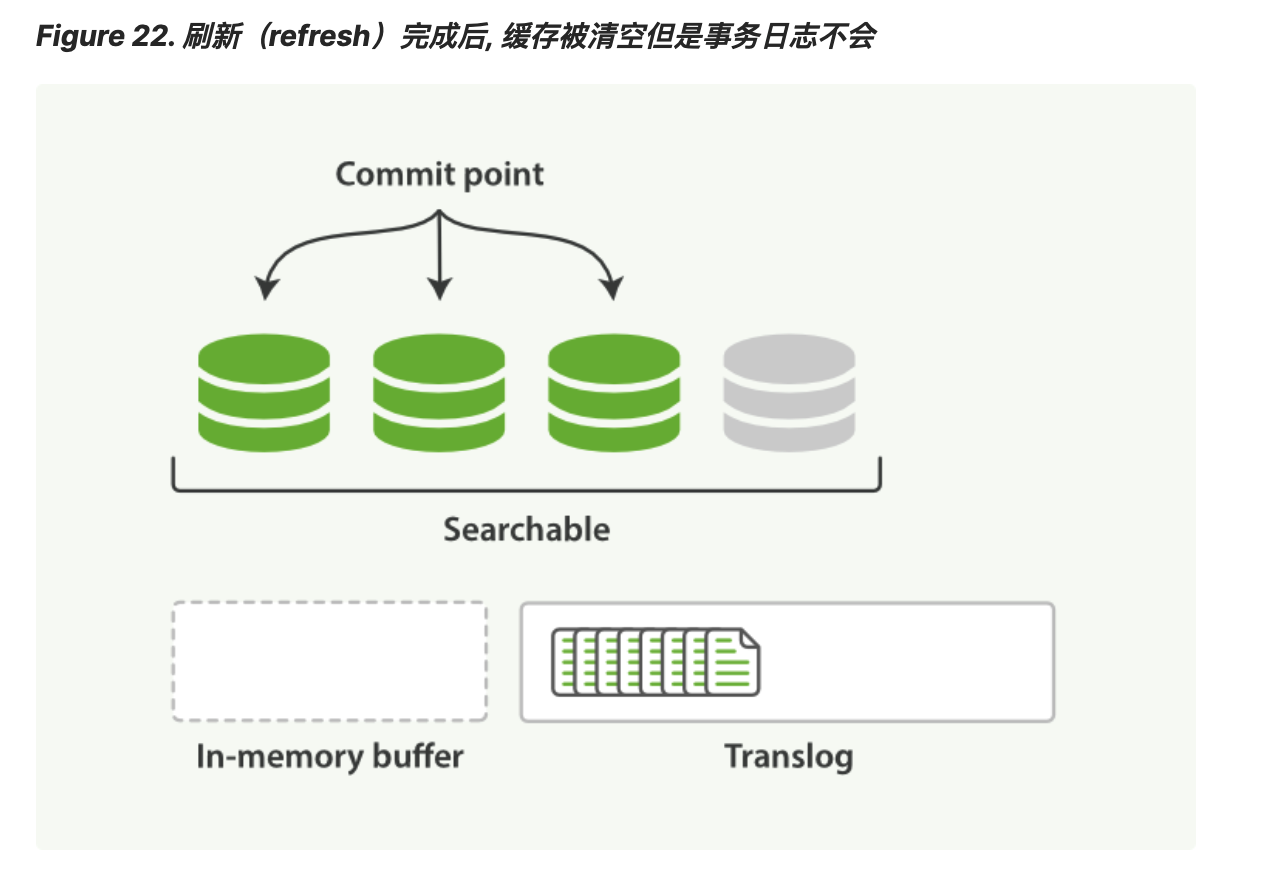 Figure 22. 刷新（refresh）完成后, 缓存被清空但是事务日志不会
Commit point
Searchable
In-memory buffer
Translog